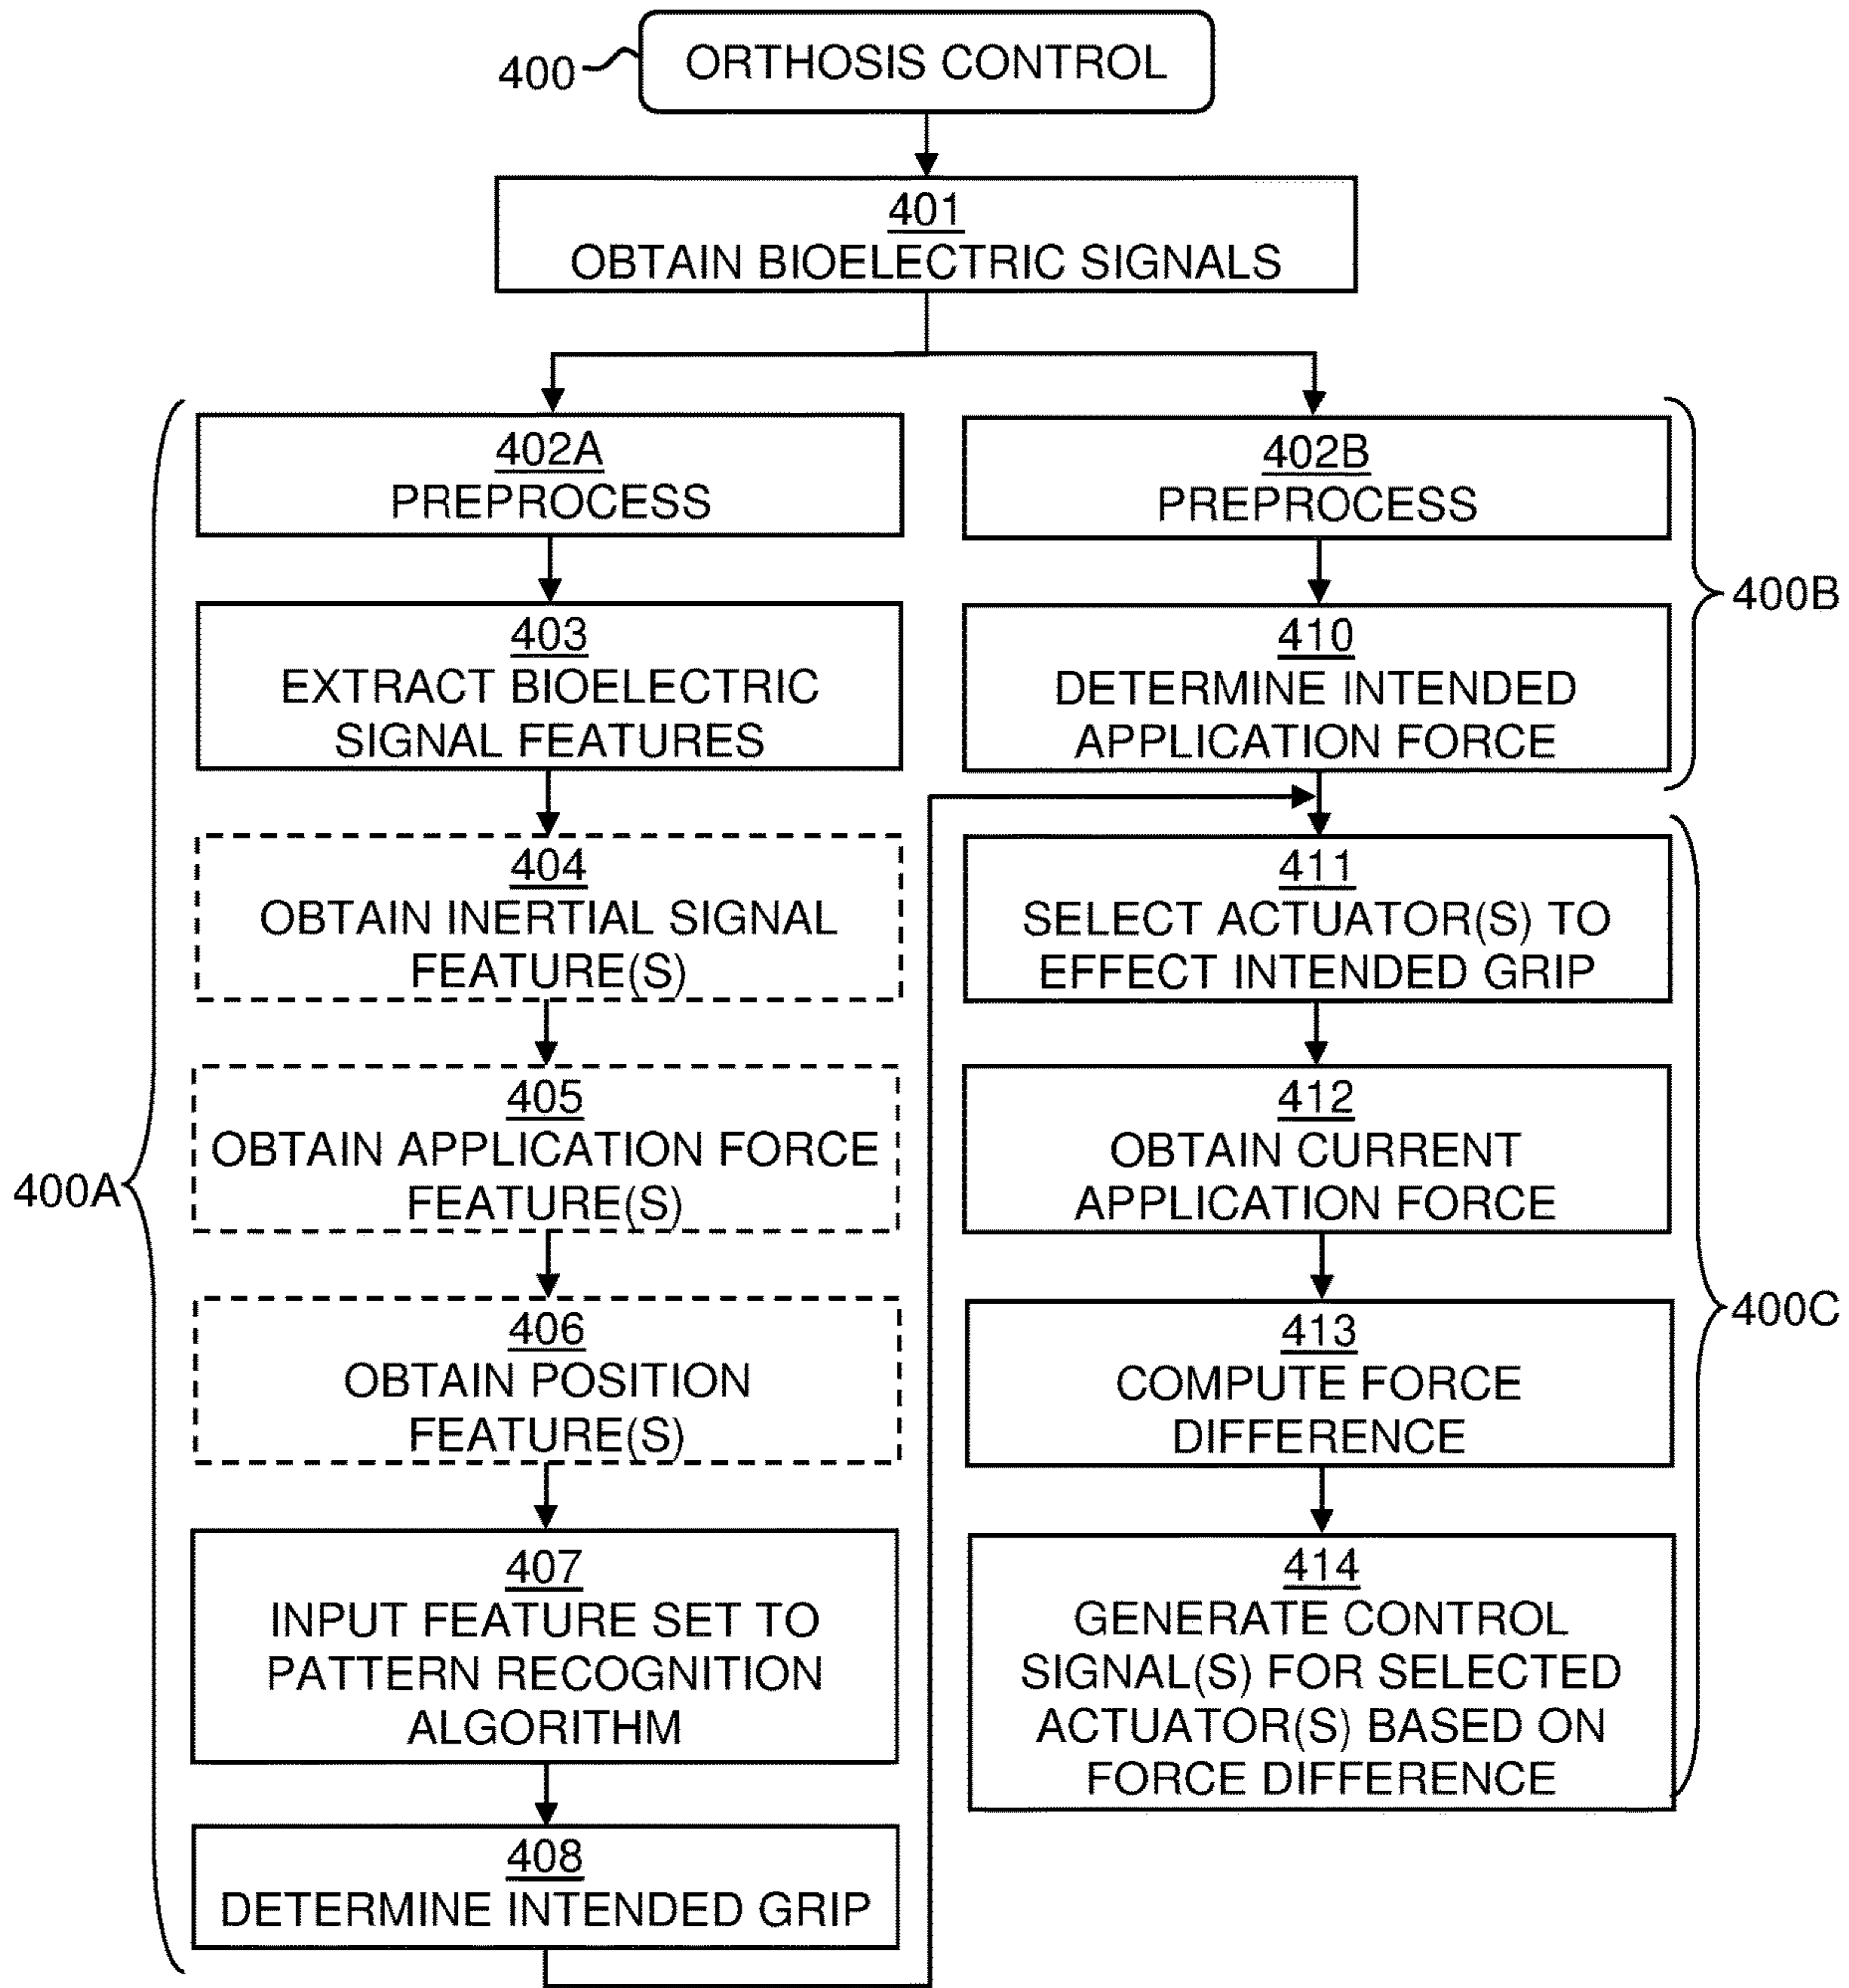 400
ORTHOSIS CONTROL
401
OBTAIN BIOELECTRIC SIGNALS
400A
402A
PREPROCESS
403
EXTRACT BIOELECTRIC
SIGNAL FEATURES
404
OBTAIN INERTIAL SIGNAL
FEATURE(S)
405
OBTAIN APPLICATION FORCE
FEATURE(S)
406
OBTAIN POSITION
FEATURE(S)
407
INPUT FEATURE SET TO
PATTERN RECOGNITION
ALGORITHM
408
DETERMINE INTENDED GRIP
402B
PREPROCESS
410
DETERMINE INTENDED
APPLICATION FORCE
400B
411
SELECT ACTUATOR(S) TO
EFFECT INTENDED GRIP
412
OBTAIN CURRENT
APPLICATION FORCE
413
COMPUTE FORCE
DIFFERENCE
414
GENERATE CONTROL
SIGNAL(S) FOR SELECTED
ACTUATOR(S) BASED ON
FORCE DIFFERENCE
400C